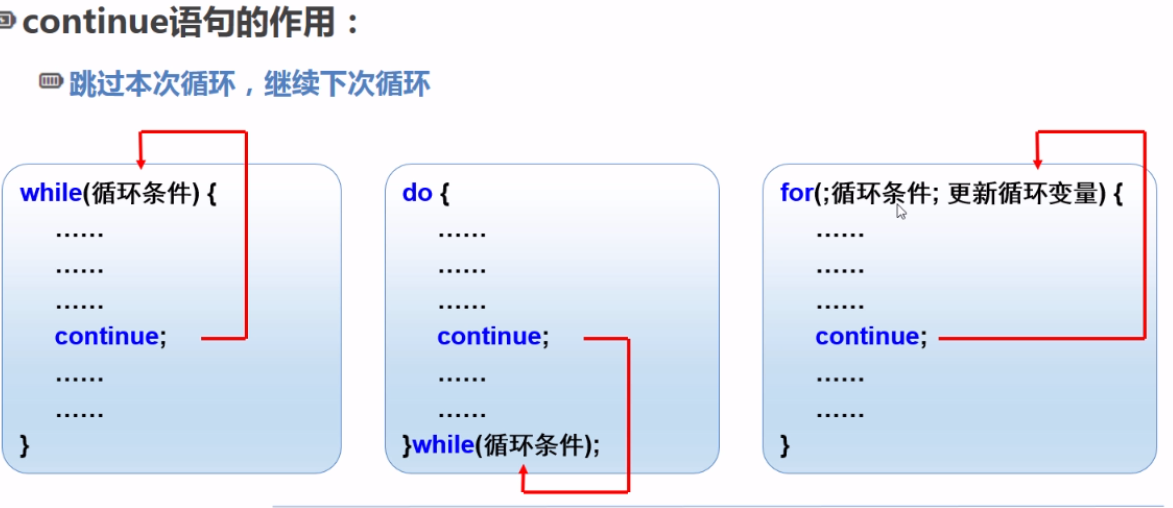 continue语句的作用：
跳过本次循环，继续下次循环
while(循环条件) {
……
……
……
continue;
……
……
}
do {
……
……
……
continue;
……
……
}while(循环条件);
for(;循环条件; 更新循环变量) {
……
……
……
continue;
……
……
}